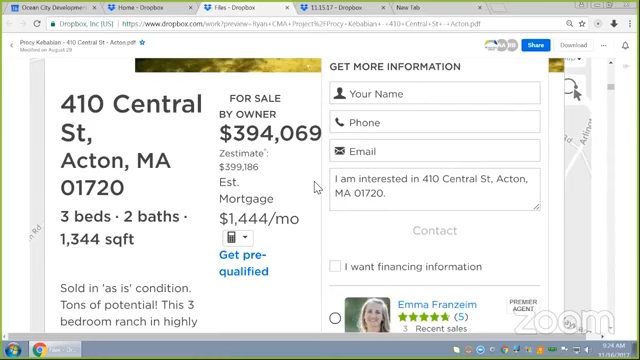 Ocean City Developmen
Home - Dropbox
Files - Dropbox
11.15.17 - Dropbox
New Tab
Dropbox, Inc [US]
https://www.dropbox.com/work?preview=Ryan+CMA+Project%2FProcy+Kebabian+-+410+Central+St+-+Acton.pdf
Procy Kebabian - 410 Central St - Acton.pdf
Modified on August 29
Share
Download
410 Central
St,
Acton, MA
01720
3 beds · 2 baths ·
1,344 sqft
Sold in 'as is' condition.
Tons of potential! This 3
bedroom ranch in highly
FOR SALE
BY OWNER
$394,069
Zestimate®:
$399,186
Est.
Mortgage
$1,444/mo
Get pre-
qualified
GET MORE INFORMATION
Your Name
Phone
Email
I am interested in 410 Central St, Acton,
MA 01720.
Contact
I want financing information
Emma Franzeim
(5)
3 Recent sales
PREMIER
AGENT
zoom
Files - D
9:24 AM
11/16/2017